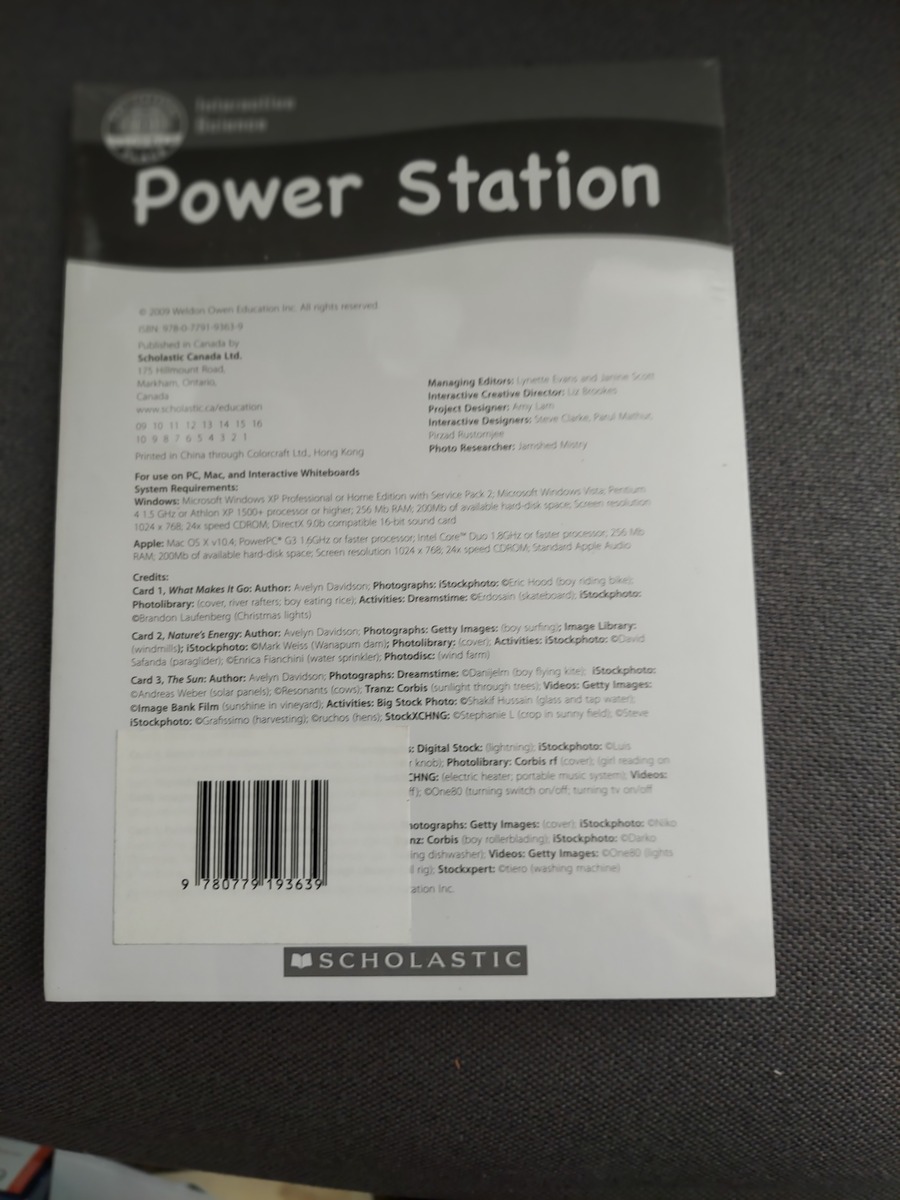 Interactive
Science
Power Station
© 2009 Weldon Owen Education Inc. All rights reserved.
ISBN: 978-0-7791-9363-9
Published in Canada by
Scholastic Canada Ltd.
175 Hillmount Road,
Markham, Ontario,
Canada
www.scholastic.ca/education
09 10 11 12 13 14 15 16
10 9 8 7 6 5 4 3 2 1
Printed in China through Colorcraft Ltd., Hong Kong
Managing Editors: Lynette Evans and Janine Scott
Interactive Creative Director: Liz Brookes
Project Designer: Amy Lam
Interactive Designers: Steve Clarke, Parul Mathur,
Pirzad Rustomjee
Photo Researcher: Jamshed Mistry
For use on PC, Mac, and Interactive Whiteboards
System Requirements:
Windows: Microsoft Windows XP Professional or Home Edition with Service Pack 2; Microsoft Windows Vista; Pentium
4 1.5 GHz or Athlon XP 1500+ processor or higher; 256 Mb RAM; 200Mb of available hard-disk space; Screen resolution
1024 x 768; 24x speed CDROM; DirectX 9.0b compatible 16-bit sound card
Apple: Mac OS X v10.4; PowerPC® G3 1.6GHz or faster processor; Intel Core™ Duo 1.8GHz or faster processor; 256 Mb
RAM; 200Mb of available hard-disk space; Screen resolution 1024 x 768; 24x speed CDROM; Standard Apple Audio
Credits:
Card 1, What Makes It Go: Author: Avelyn Davidson; Photographs: iStockphoto: ©Eric Hood (boy riding bike);
Photolibrary: (cover, river rafters; boy eating rice); Activities: Dreamstime: ©Erdosain (skateboard); iStockphoto:
©Brandon Laufenberg (Christmas lights)
Card 2, Nature's Energy: Author: Avelyn Davidson; Photographs: Getty Images: (boy surfing); Image Library:
(windmills); iStockphoto: ©Mark Weiss (Wanapum dam); Photolibrary: (cover); Activities: iStockphoto: ©David
Safanda (paraglider); ©Enrica Fianchini (water sprinkler); Photodisc: (wind farm)
Card 3, The Sun: Author: Avelyn Davidson; Photographs: Dreamstime: ©Danijelm (boy flying kite); iStockphoto:
©Andreas Weber (solar panels); ©Resonants (cows); Tranz: Corbis (sunlight through trees); Videos: Getty Images:
©Image Bank Film (sunshine in vineyard); Activities: Big Stock Photo: ©Shakif Hussain (glass and tap water);
iStockphoto: ©Grafissimo (harvesting); ©ruchos (hens); StockXCHNG: ©Stephanie L (crop in sunny field); ©Steve
s: Digital Stock: (lightning); iStockphoto: ©Luis
r knob); Photolibrary: Corbis rf (cover); (girl reading on
CHNG: (electric heater; portable music system); Videos:
ff); ©One80 (turning switch on/off; turning tv on/off
hotographs: Getty Images: (cover); iStockphoto: ©Niko
nz: Corbis (boy rollerblading); iStockphoto: ©Darko
ing dishwasher); Videos: Getty Images: ©One80 (lights
l rig); Stockxpert: ©tiero (washing machine)
ation Inc.
9 780779 193639
SCHOLASTIC